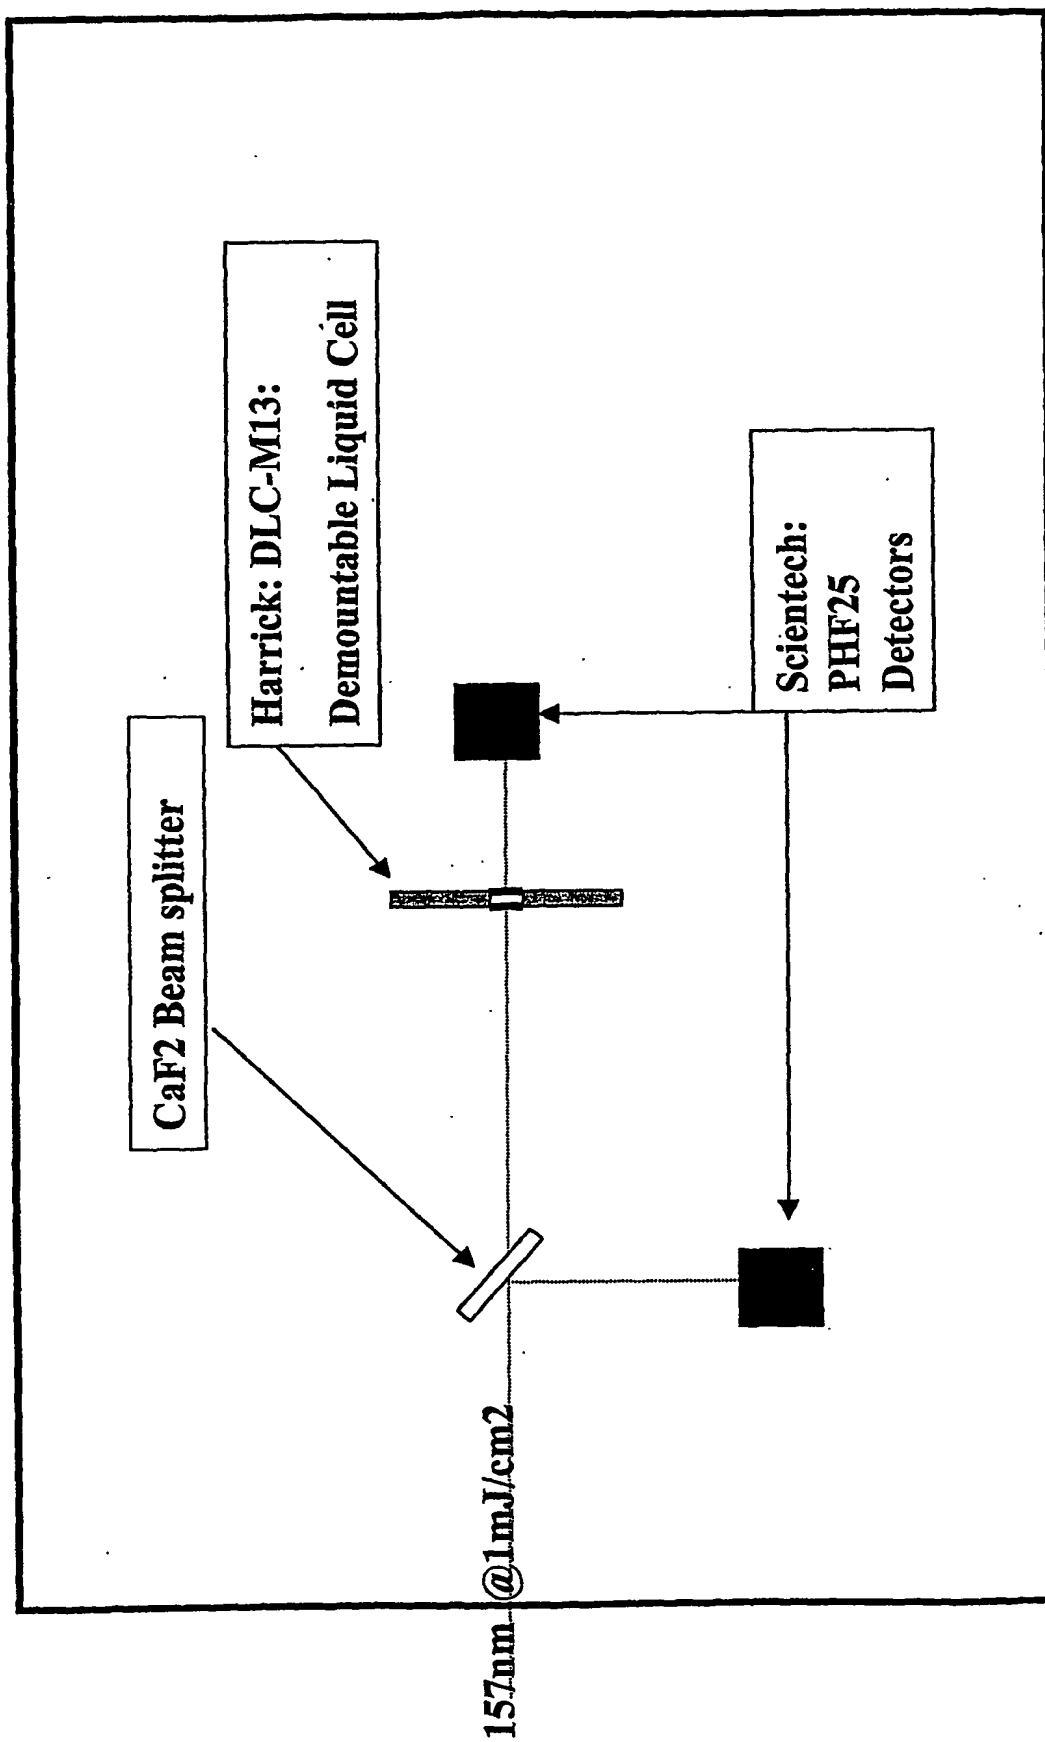 157nm @1mJ/cm2
CaF2 Beam splitter
Harrick: DLC-M13:
Demountable Liquid Cell
Scientech:
PHF25
Detectors